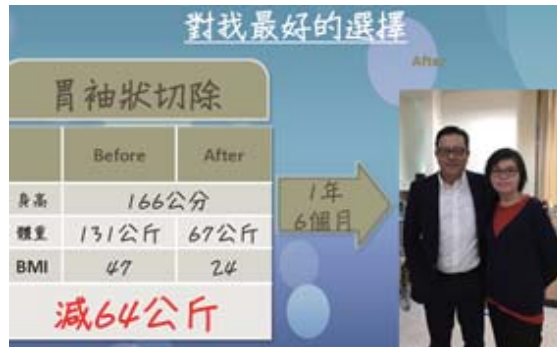 對我最好的選擇
After
胃袖狀切除
Before After
身高 166公分
體重 131公斤 67公斤
BMI 47 24
減64公斤
1年
6個月